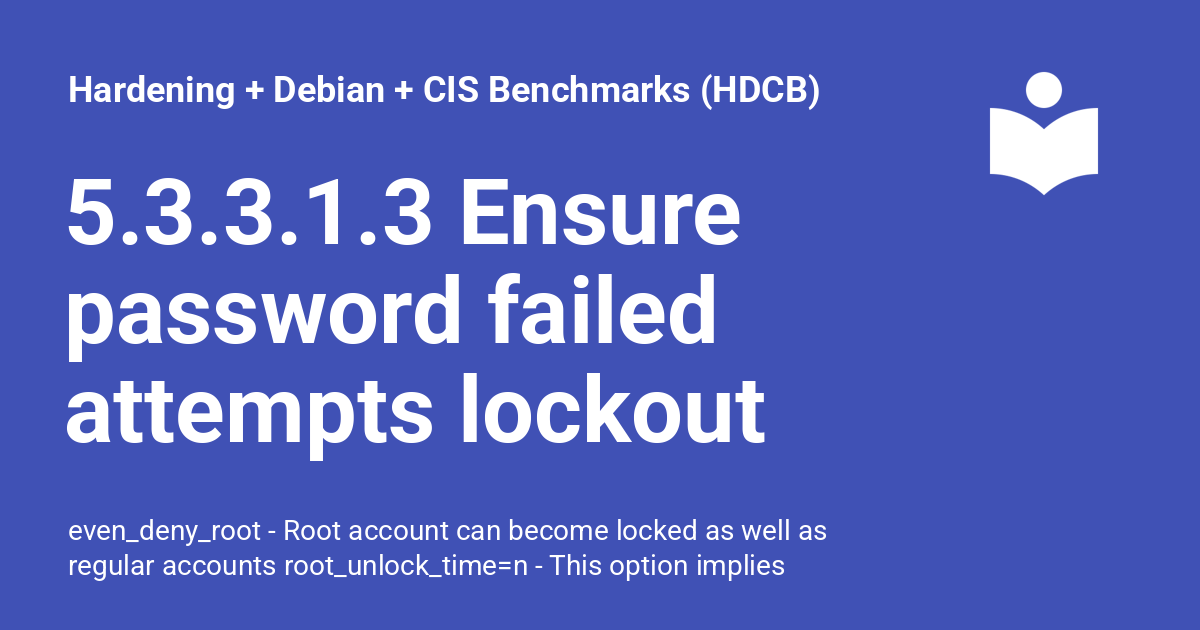 Hardening + Debian + CIS Benchmarks (HDCB)
5.3.3.1.3 Ensure
password failed
attempts lockout
even_deny_root - Root account can become locked as well as
regular accounts root_unlock_time=n - This option implies